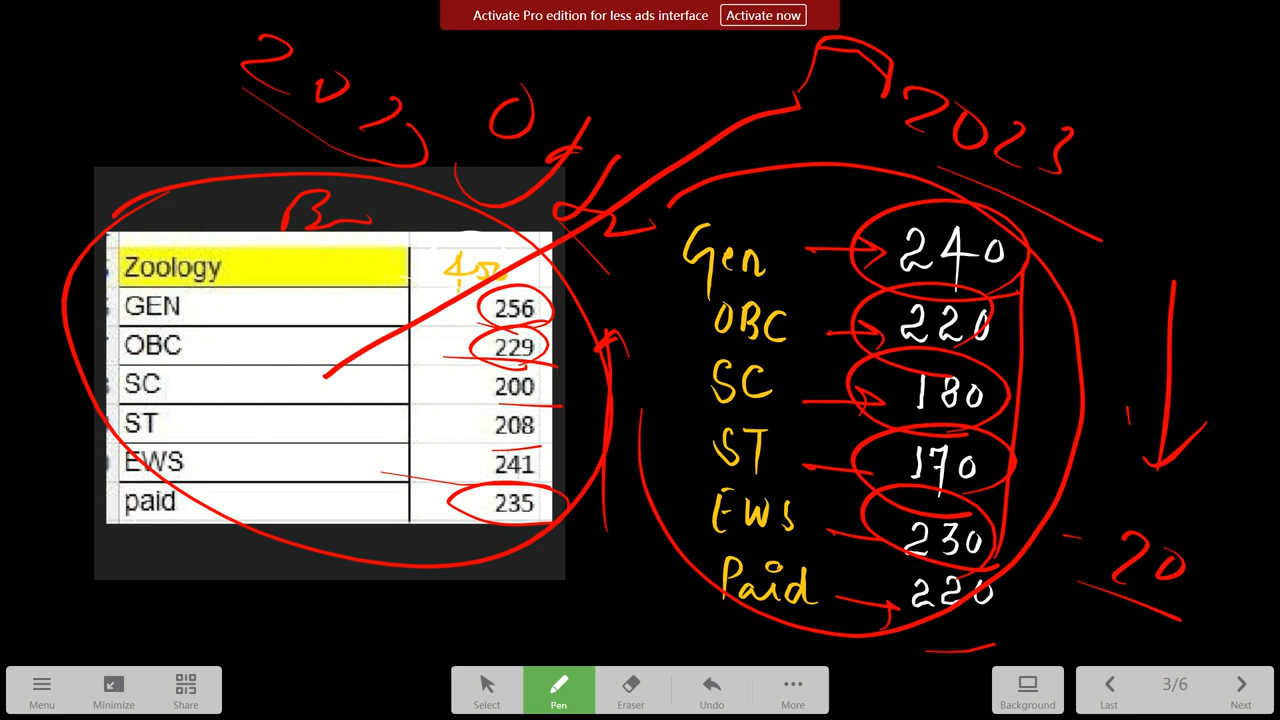 Activate Pro edition for less ads interface Activate now
2023
Zoology 400
GEN 256
OBC 229
SC 200
ST 208
EWS 241
paid 235
Gen 240
OBC 220
SC 180
ST 170
EWS 230
Paid 220
- 20
Menu Minimize Share Select Pen Eraser Undo More Background Last 3/6 Next